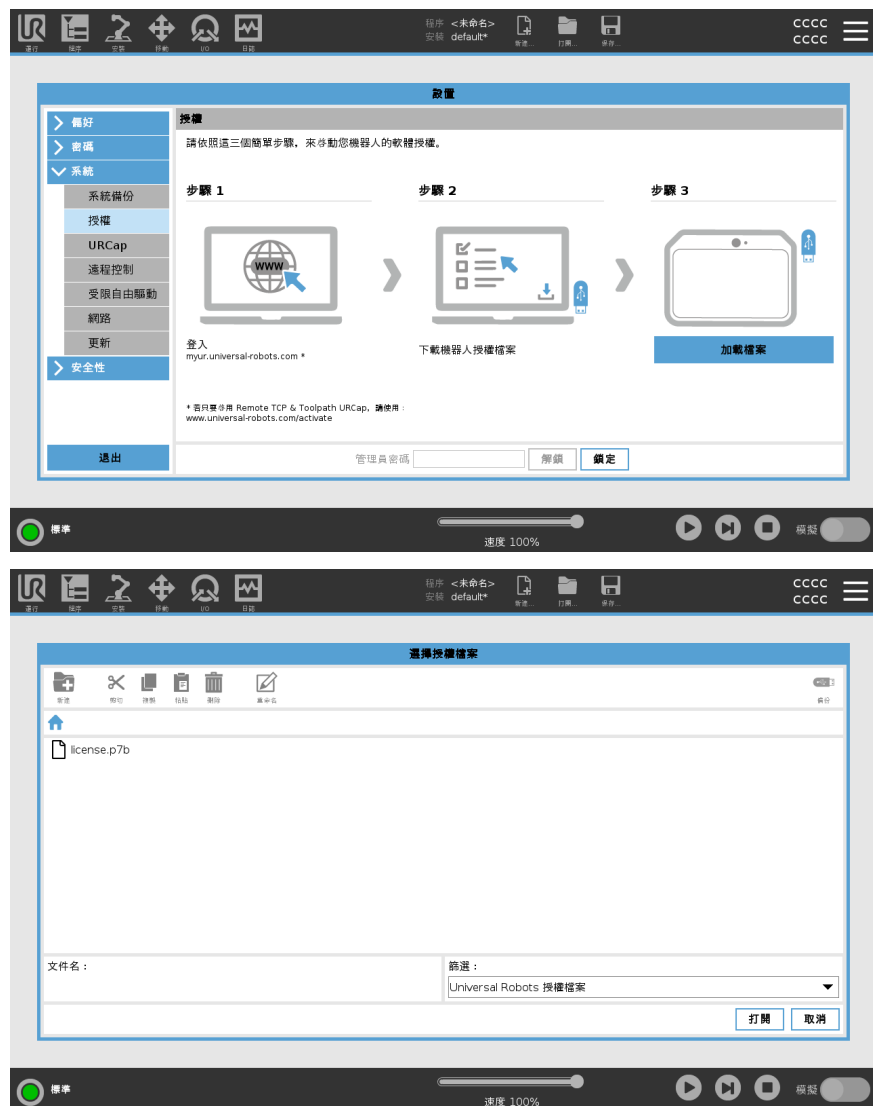 運行 程序 安裝 移動 I/O 日誌
程序 <未命名>
安裝 default*
新建... 打開... 保存...
CCCC
CCCC
設置
偏好
密碼
系統
系統備份
授權
URCap
遠程控制
受限自由驅動
網路
更新
安全性
退出
授權
請依照這三個簡單步驟，來啓動您機器人的軟體授權。
步驟 1
WWW
登入
myur.universal-robots.com *
步驟 2
下載機器人授權檔案
步驟 3
加載檔案
* 若只要啓用 Remote TCP & Toolpath URCap，請使用：
www.universal-robots.com/activate
管理員密碼 解鎖 鎖定
標準
速度 100%
模擬
運行 程序 安裝 移動 I/O 日誌
程序 <未命名>
安裝 default*
新建... 打開... 保存...
CCCC
CCCC
選擇授權檔案
新建 剪切 複製 粘貼 刪除 重命名 備份
license.p7b
文件名：
篩選：
Universal Robots 授權檔案
打開 取消
標準
速度 100%
模擬